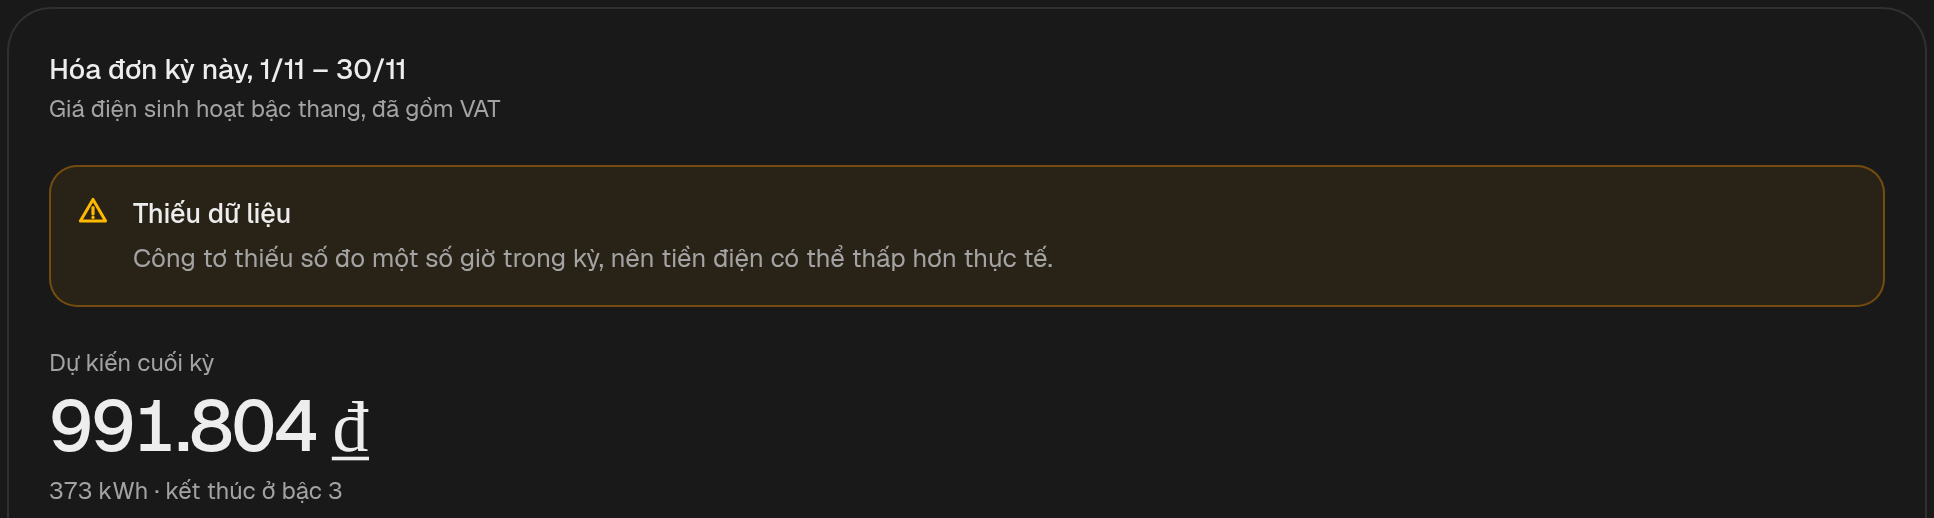 Hóa đơn kỳ này, 1/11 – 30/11
Giá điện sinh hoạt bậc thang, đã gồm VAT
Thiếu dữ liệu
Công tơ thiếu số đo một số giờ trong kỳ, nên tiền điện có thể thấp hơn thực tế.
Dự kiến cuối kỳ
991.804 ₫
373 kWh · kết thúc ở bậc 3